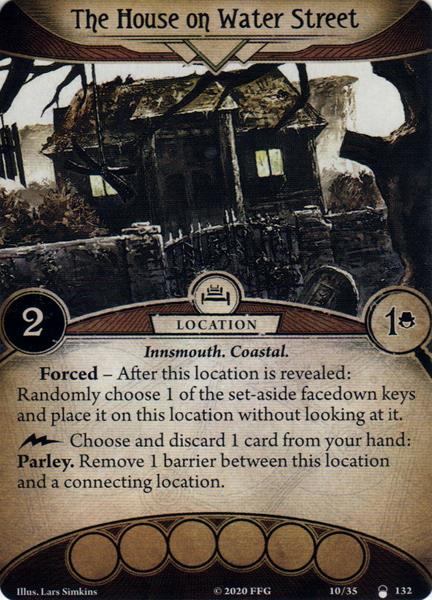 The House on Water Street
2
1
LOCATION
Innsmouth. Coastal.
Forced – After this location is revealed:
Randomly choose 1 of the set-aside facedown keys
and place it on this location without looking at it.
Choose and discard 1 card from your hand:
Parley. Remove 1 barrier between this location
and a connecting location.
Illus. Lars Simkins © 2020 FFG 10/35 132